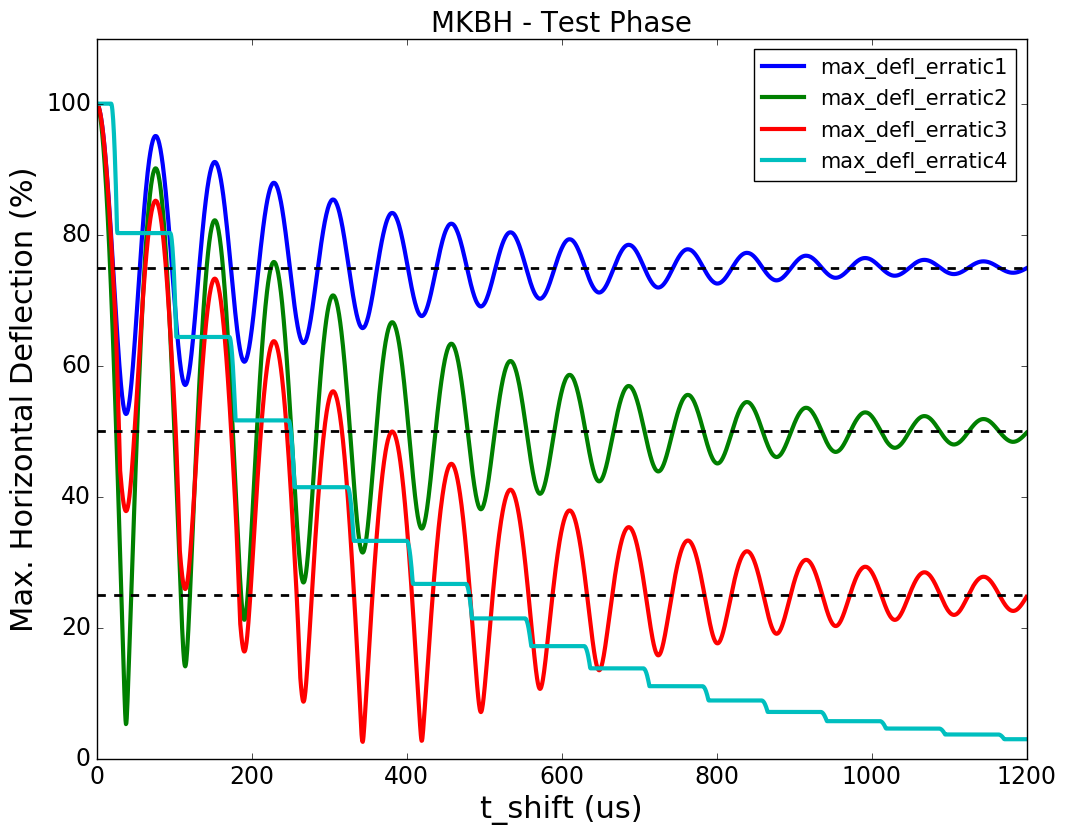 MKBH - Test Phase
max_defl_erratic1
max_defl_erratic2
max_defl_erratic3
max_defl_erratic4
Max. Horizontal Deflection (%)
100
80
60
40
20
0
0 200 400 600 800 1000 1200
t_shift (us)